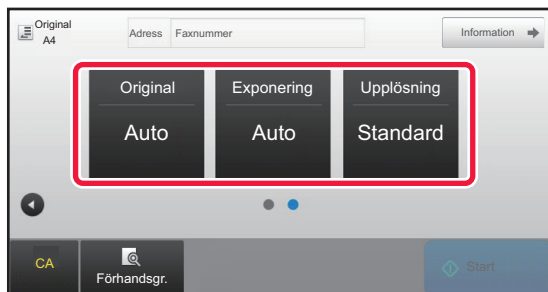 Original
A4
Adress Faxnummer
Information
Original Exponering Upplösning
Auto Auto Standard
CA
Förhandsgr.
Start